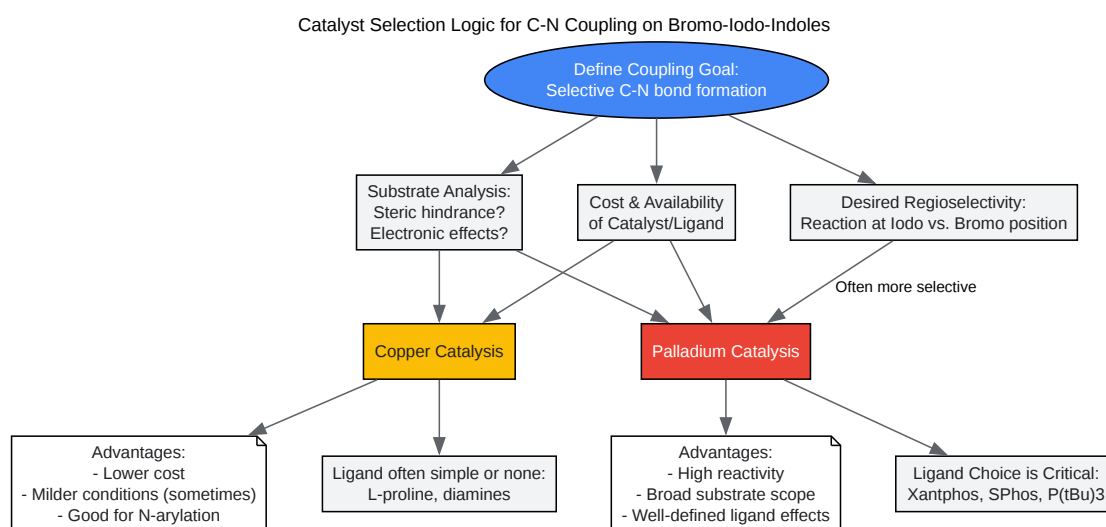 Catalyst Selection Logic for C-N Coupling on Bromo-Iodo-Indoles
Define Coupling Goal:
Selective C-N bond formation
Substrate Analysis:
Steric hindrance?
Electronic effects?
Cost & Availability
of Catalyst/Ligand
Desired Regioselectivity:
Reaction at Iodo vs. Bromo position
Often more selective
Copper Catalysis
Palladium Catalysis
Advantages:
- Lower cost
- Milder conditions (sometimes)
- Good for N-arylation
Ligand often simple or none:
L-proline, diamines
Advantages:
- High reactivity
- Broad substrate scope
- Well-defined ligand effects
Ligand Choice is Critical:
Xantphos, SPhos, P(tBu)3